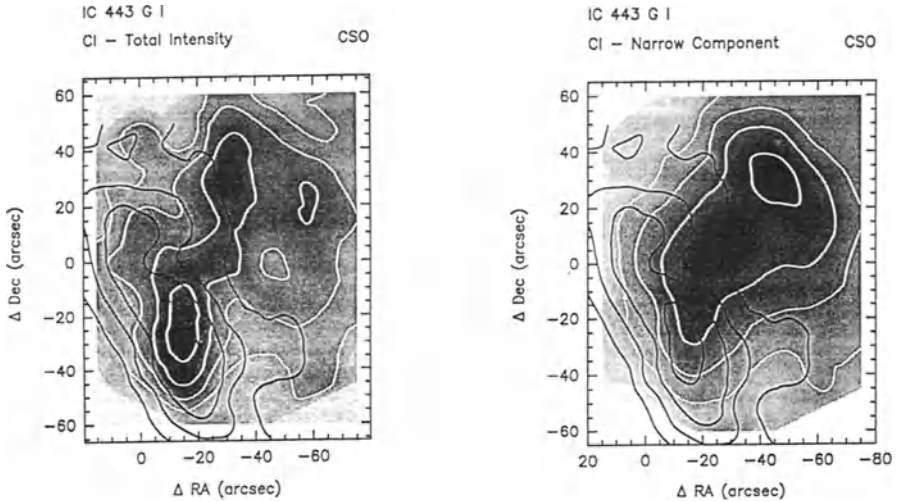 IC 443 G I
CI – Total Intensity CSO
60
40
20
0
−20
−40
−60
Δ Dec (arcsec)
0 −20 −40 −60
Δ RA (arcsec)
IC 443 G I
CI – Narrow Component CSO
60
40
20
0
−20
−40
−60
Δ Dec (arcsec)
20 0 −20 −40 −60 −80
Δ RA (arcsec)